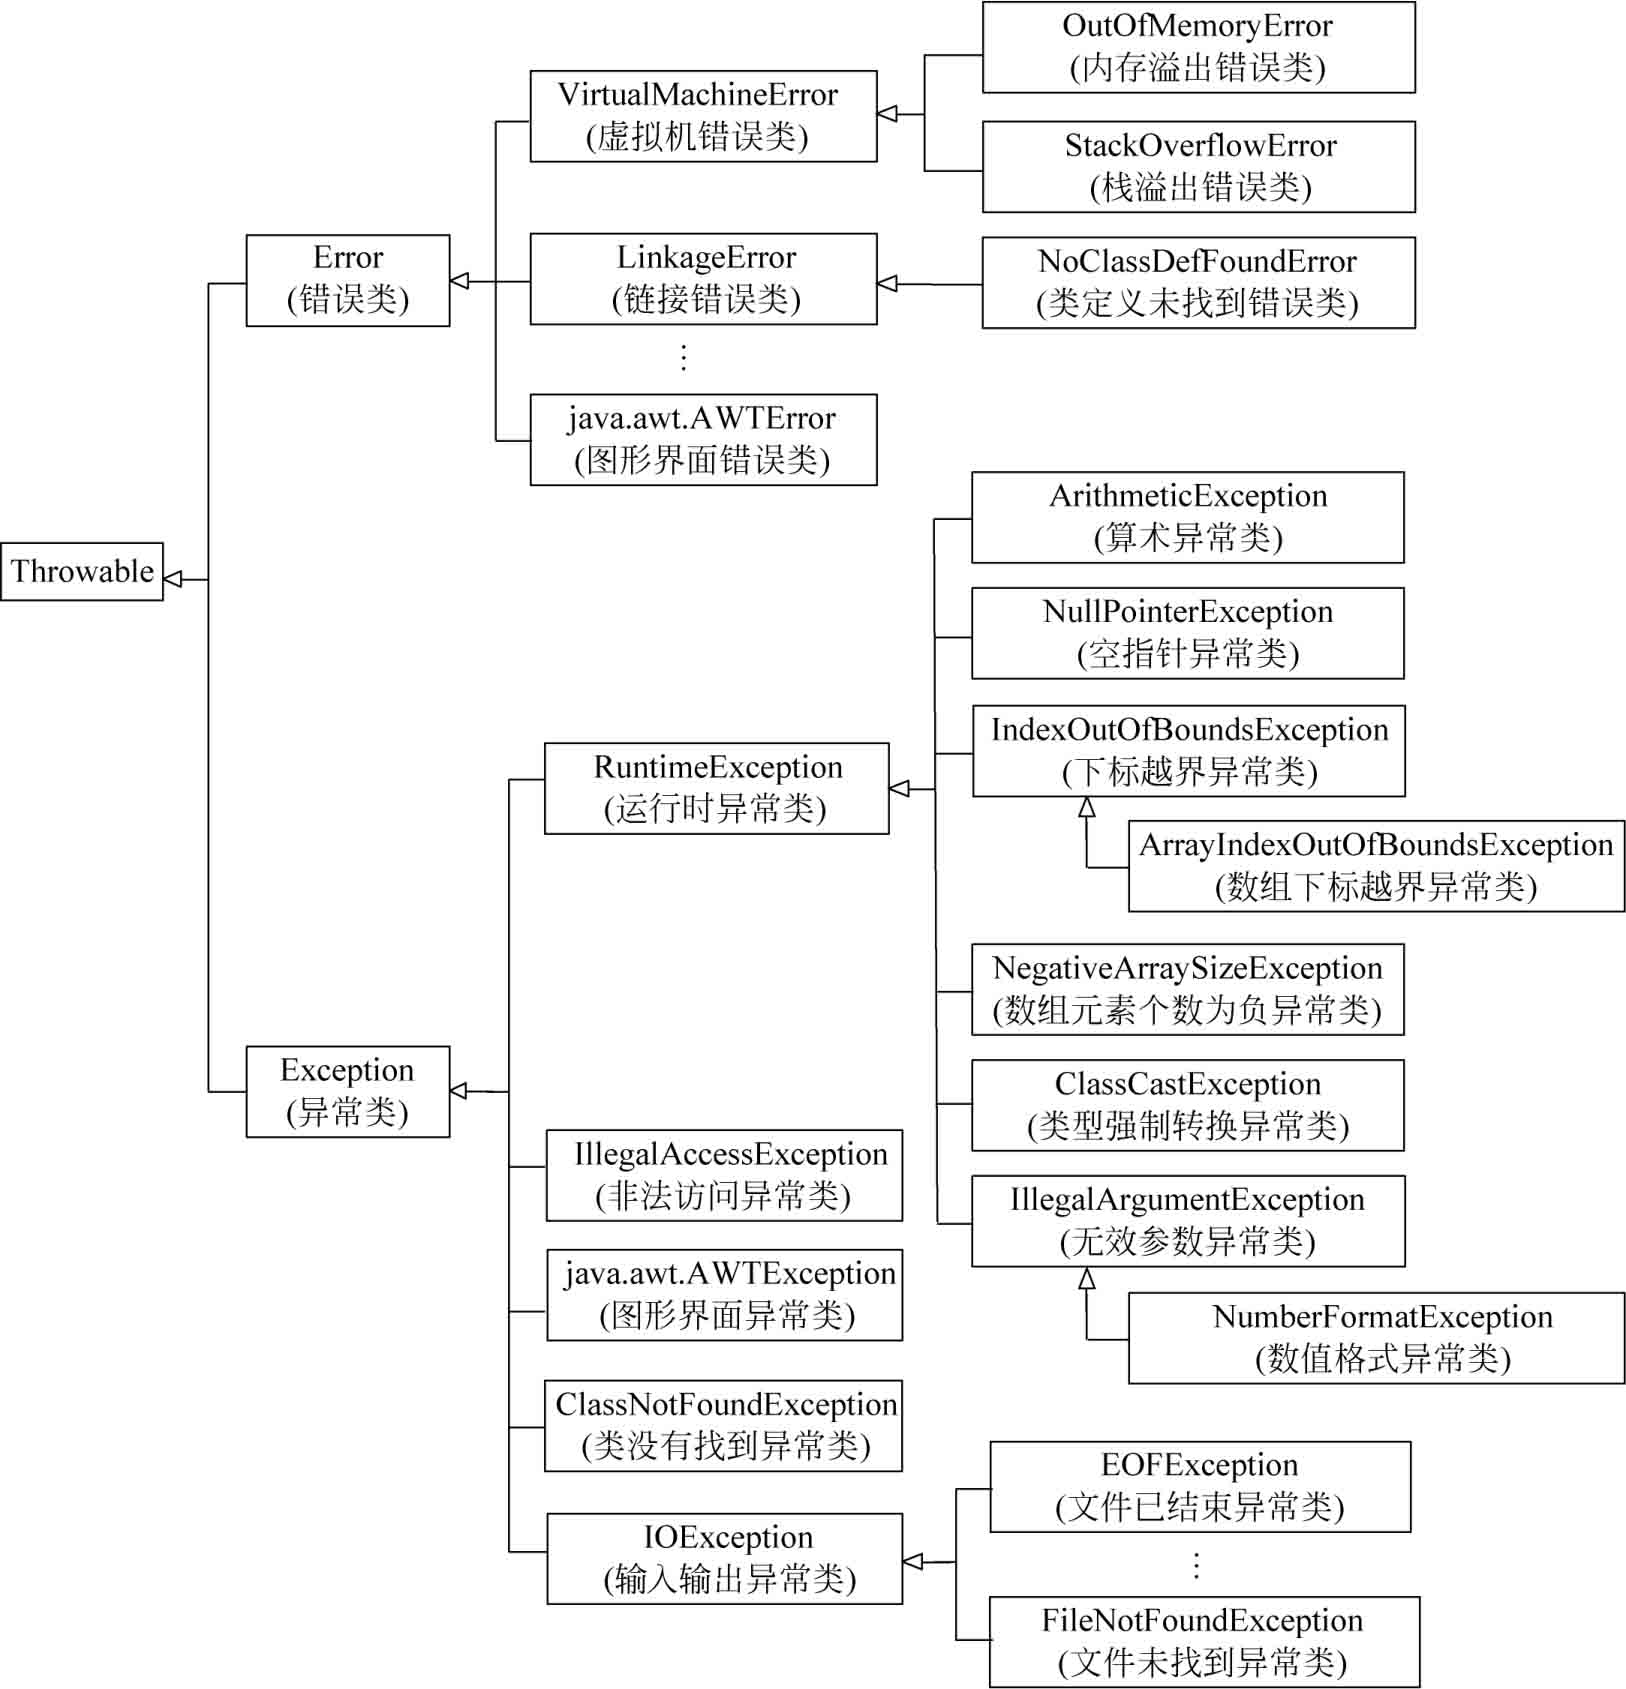 OutOfMemoryError
(内存溢出错误类)
VirtualMachineError
(虚拟机错误类)
StackOverflowError
(栈溢出错误类)
Error
(错误类)
LinkageError
(链接错误类)
NoClassDefFoundError
(类定义未找到错误类)
⋮
java.awt.AWTError
(图形界面错误类)
Throwable
ArithmeticException
(算术异常类)
NullPointerException
(空指针异常类)
IndexOutOfBoundsException
(下标越界异常类)
RuntimeException
(运行时异常类)
ArrayIndexOutOfBoundsException
(数组下标越界异常类)
NegativeArraySizeException
(数组元素个数为负异常类)
Exception
(异常类)
ClassCastException
(类型强制转换异常类)
IllegalAccessException
(非法访问异常类)
IllegalArgumentException
(无效参数异常类)
java.awt.AWTException
(图形界面异常类)
NumberFormatException
(数值格式异常类)
ClassNotFoundException
(类没有找到异常类)
EOFException
(文件已结束异常类)
IOException
(输入输出异常类)
⋮
FileNotFoundException
(文件未找到异常类)